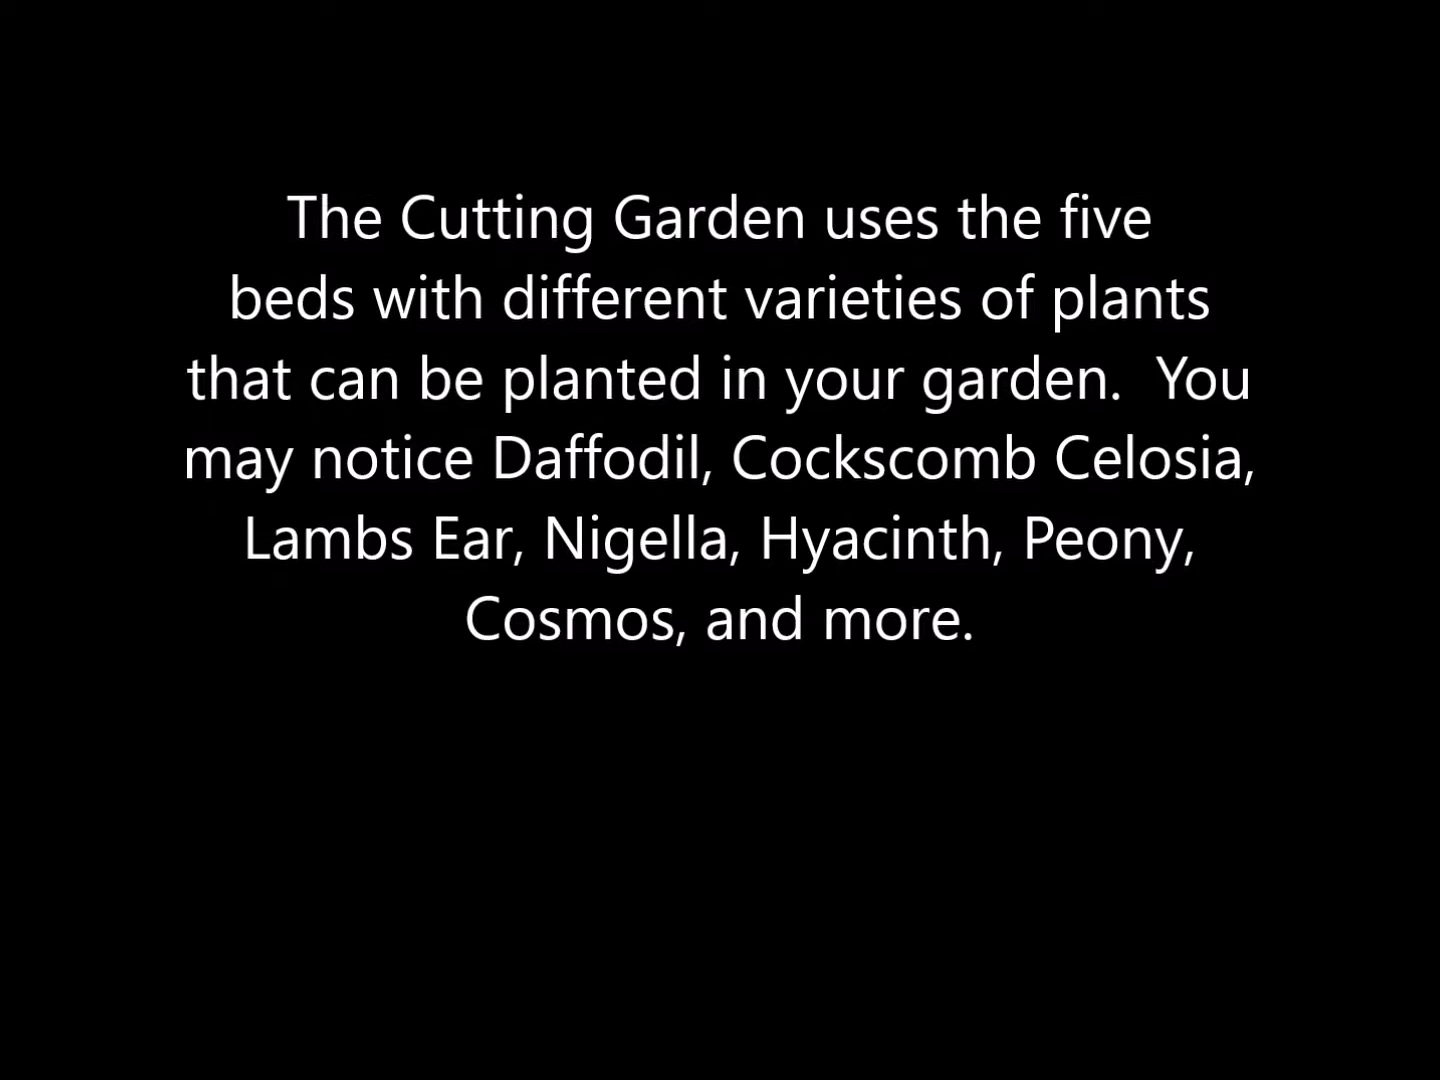 The Cutting Garden uses the five
beds with different varieties of plants
that can be planted in your garden.  You
may notice Daffodil, Cockscomb Celosia,
Lambs Ear, Nigella, Hyacinth, Peony,
Cosmos, and more.